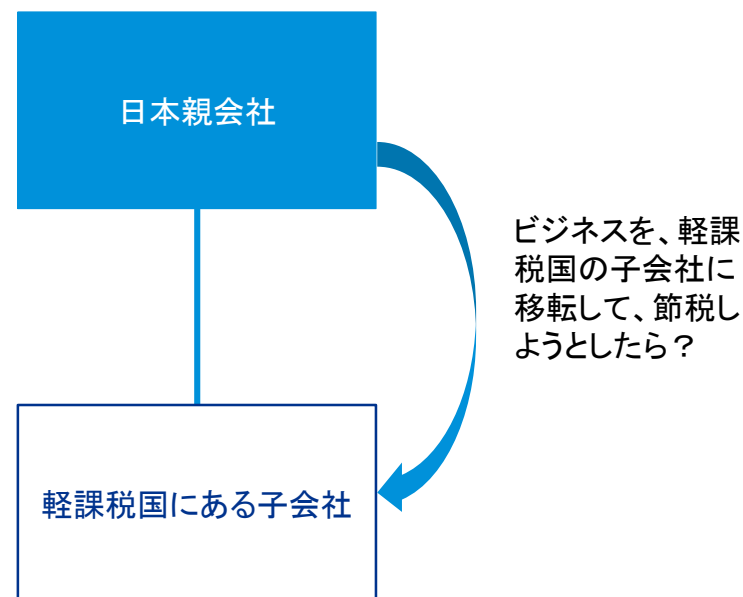 日本親会社
ビジネスを、軽課
税国の子会社に
移転して、節税し
ようとしたら？
軽課税国にある子会社